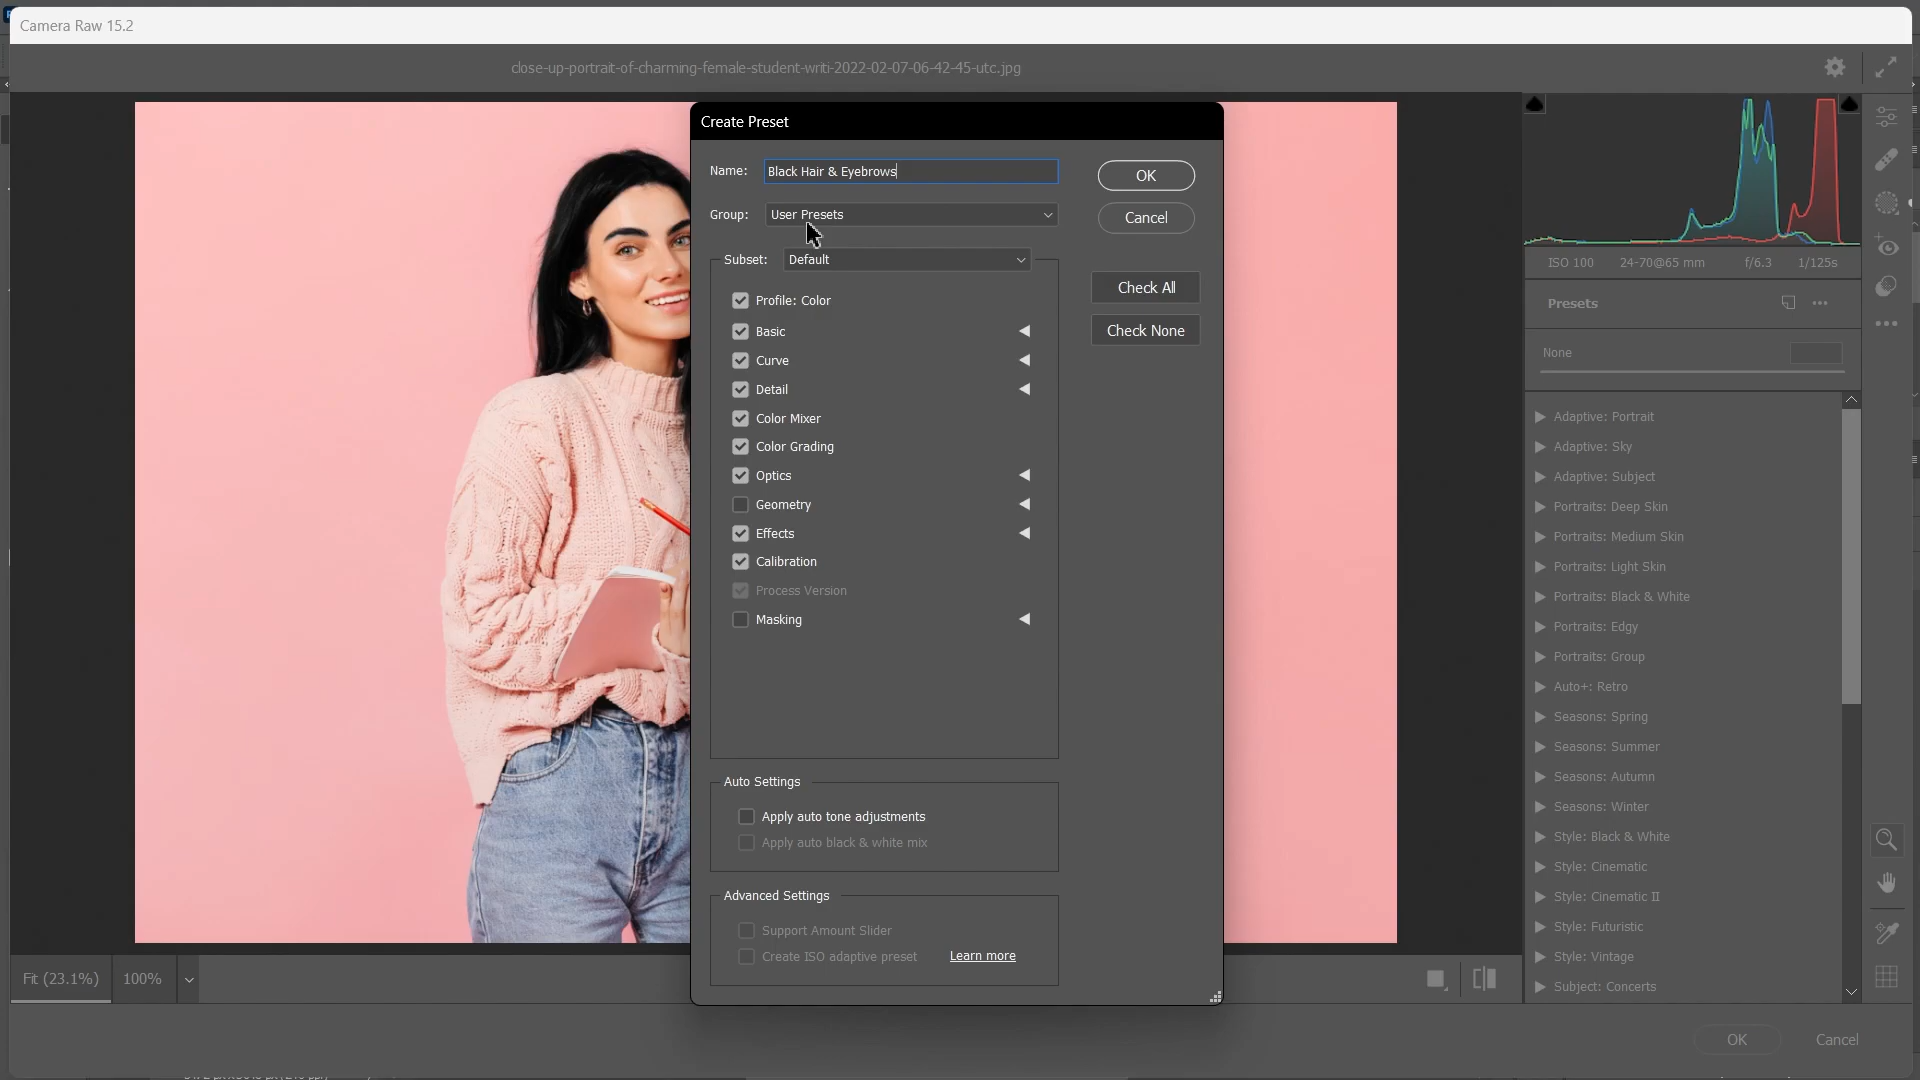 Camera Raw 15.2
close-up-portrait-of-charming-female-student-writi-2022-02-07-06-42-45-utc.jpg
Create Preset
Name: Black Hair & Eyebrows
OK
Group: User Presets
Cancel
Subset: Default
Profile: Color
Check All
Basic
Check None
Curve
Detail
Color Mixer
Color Grading
Optics
Geometry
Effects
Calibration
Process Version
Masking
Auto Settings
Apply auto tone adjustments
Apply auto black & white mix
Advanced Settings
Support Amount Slider
Create ISO adaptive preset Learn more
ISO 100 24-70@65 mm f/6.3 1/125s
Presets
None
Adaptive: Portrait
Adaptive: Sky
Adaptive: Subject
Portraits: Deep Skin
Portraits: Medium Skin
Portraits: Light Skin
Portraits: Black & White
Portraits: Edgy
Portraits: Group
Auto+: Retro
Seasons: Spring
Seasons: Summer
Seasons: Autumn
Seasons: Winter
Style: Black & White
Style: Cinematic
Style: Cinematic II
Style: Futuristic
Style: Vintage
Subject: Concerts
Fit (23.1%) 100%
OK Cancel